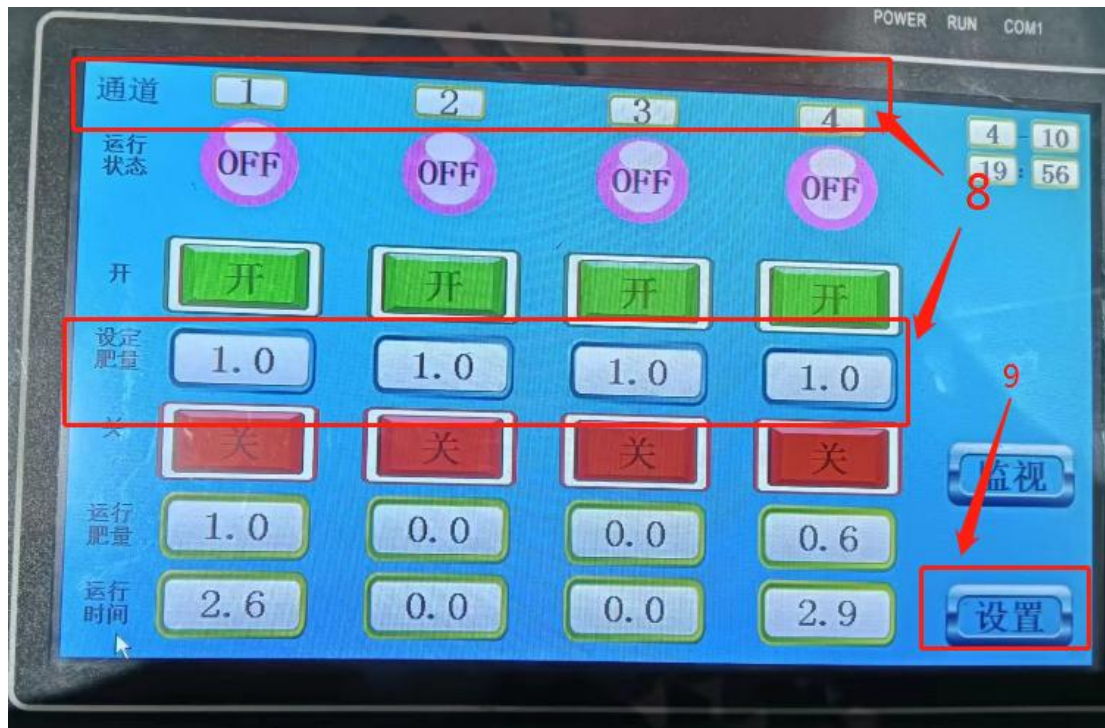 POWER RUN COM1
通道 1 2 3 4
4 - 10
19 : 56
8
运行
状态
OFF OFF OFF OFF
开 开 开 开 开
设定
肥量
1.0 1.0 1.0 1.0
9
关 关 关 关 关
监视
运行
肥量
1.0 0.0 0.0 0.6
运行
时间
2.6 0.0 0.0 2.9
设置